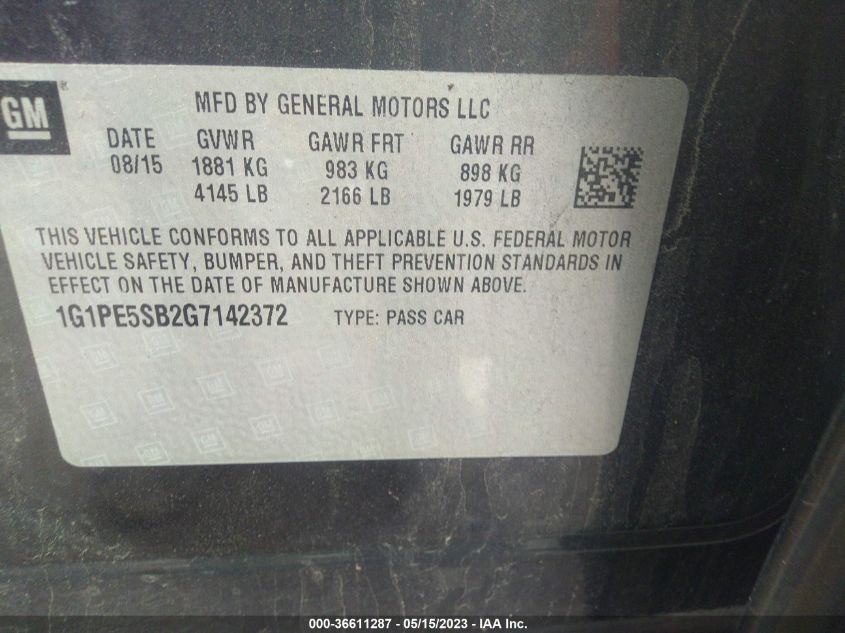 GM
MFD BY GENERAL MOTORS LLC
DATE GVWR GAWR FRT GAWR RR
08/15 1881 KG 983 KG 898 KG
4145 LB 2166 LB 1979 LB
THIS VEHICLE CONFORMS TO ALL APPLICABLE U.S. FEDERAL MOTOR
VEHICLE SAFETY, BUMPER, AND THEFT PREVENTION STANDARDS IN
EFFECT ON THE DATE OF MANUFACTURE SHOWN ABOVE.
1G1PE5SB2G7142372 TYPE: PASS CAR
000-36611287 - 05/15/2023 - IAA Inc.